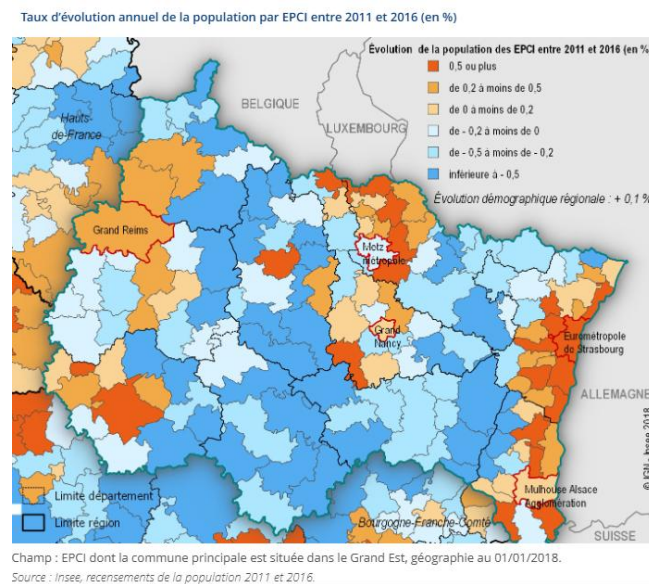 Taux d'évolution annuel de la population par EPCI entre 2011 et 2016 (en %)
Évolution de la population des EPCI entre 2011 et 2016 (en %
0,5 ou plus
de 0,2 à moins de 0,5
de 0 à moins de 0,2
de - 0,2 à moins de 0
de - 0,5 à moins de - 0,2
inférieure à - 0,5
Évolution démographique régionale : + 0,1 %
BELGIQUE
LUXEMBOURG
Hauts-
de-France
Grand Reims
Metz
métropole
Grand
Nancy
Eurométropole
de Strasbourg
ALLEMAGNE
Mulhouse Alsace
Agglomération
SUISSE
Bourgogne-Franche-Comté
Limite département
Limite région
© IGN - Insee 2018
Champ : EPCI dont la commune principale est située dans le Grand Est, géographie au 01/01/2018.
Source : Insee, recensements de la population 2011 et 2016.